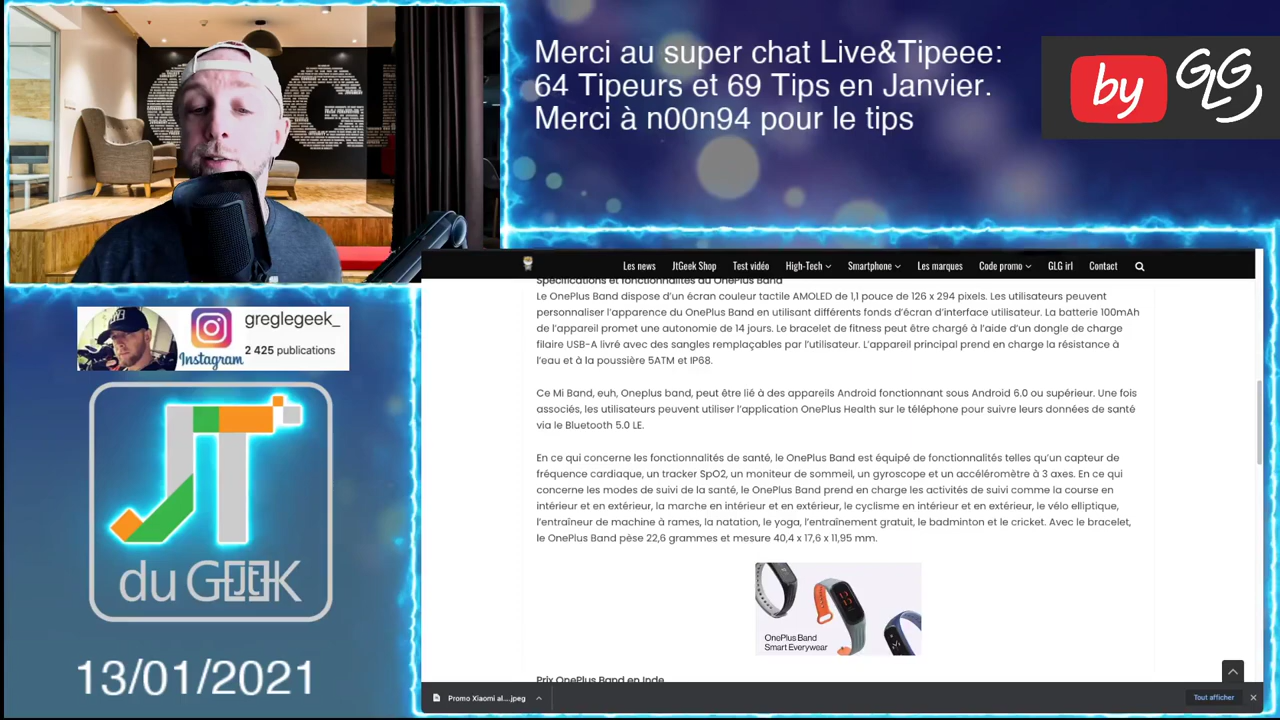 Merci au super chat Live&Tipeee:
64 Tipeurs et 69 Tips en Janvier.
Merci à n00n94 pour le tips
by GLG
greglegeek_
2 425 publications
Instagram
JT
du GEEK
13/01/2021
Les news JtGeek Shop Test vidéo High-Tech Smartphone Les marques Code promo GLG irl Contact
Spécifications et fonctionnalités du OnePlus Band
Le OnePlus Band dispose d'un écran couleur tactile AMOLED de 1,1 pouce de 126 x 294 pixels. Les utilisateurs peuvent
personnaliser l'apparence du OnePlus Band en utilisant différents fonds d'écran d'interface utilisateur. La batterie 100mAh
de l'appareil promet une autonomie de 14 jours. Le bracelet de fitness peut être chargé à l'aide d'un dongle de charge
filaire USB-A livré avec des sangles remplaçables par l'utilisateur. L'appareil principal prend en charge la résistance à
l'eau et à la poussière 5ATM et IP68.
Ce Mi Band, euh, Oneplus band, peut être lié à des appareils Android fonctionnant sous Android 6.0 ou supérieur. Une fois
associés, les utilisateurs peuvent utiliser l'application OnePlus Health sur le téléphone pour suivre leurs données de santé
via le Bluetooth 5.0 LE.
En ce qui concerne les fonctionnalités de santé, le OnePlus Band est équipé de fonctionnalités telles qu'un capteur de
fréquence cardiaque, un tracker SpO2, un moniteur de sommeil, un gyroscope et un accéléromètre à 3 axes. En ce qui
concerne les modes de suivi de la santé, le OnePlus Band prend en charge les activités de suivi comme la course en
intérieur et en extérieur, la marche en intérieur et en extérieur, le cyclisme en intérieur et en extérieur, le vélo elliptique,
l'entraîneur de machine à rames, la natation, le yoga, l'entraînement gratuit, le badminton et le cricket. Avec le bracelet,
le OnePlus Band pèse 22,6 grammes et mesure 40,4 x 17,6 x 11,95 mm.
OnePlus Band
Smart Everywear
Prix OnePlus Band en Inde
Promo Xiaomi al....jpeg
Tout afficher